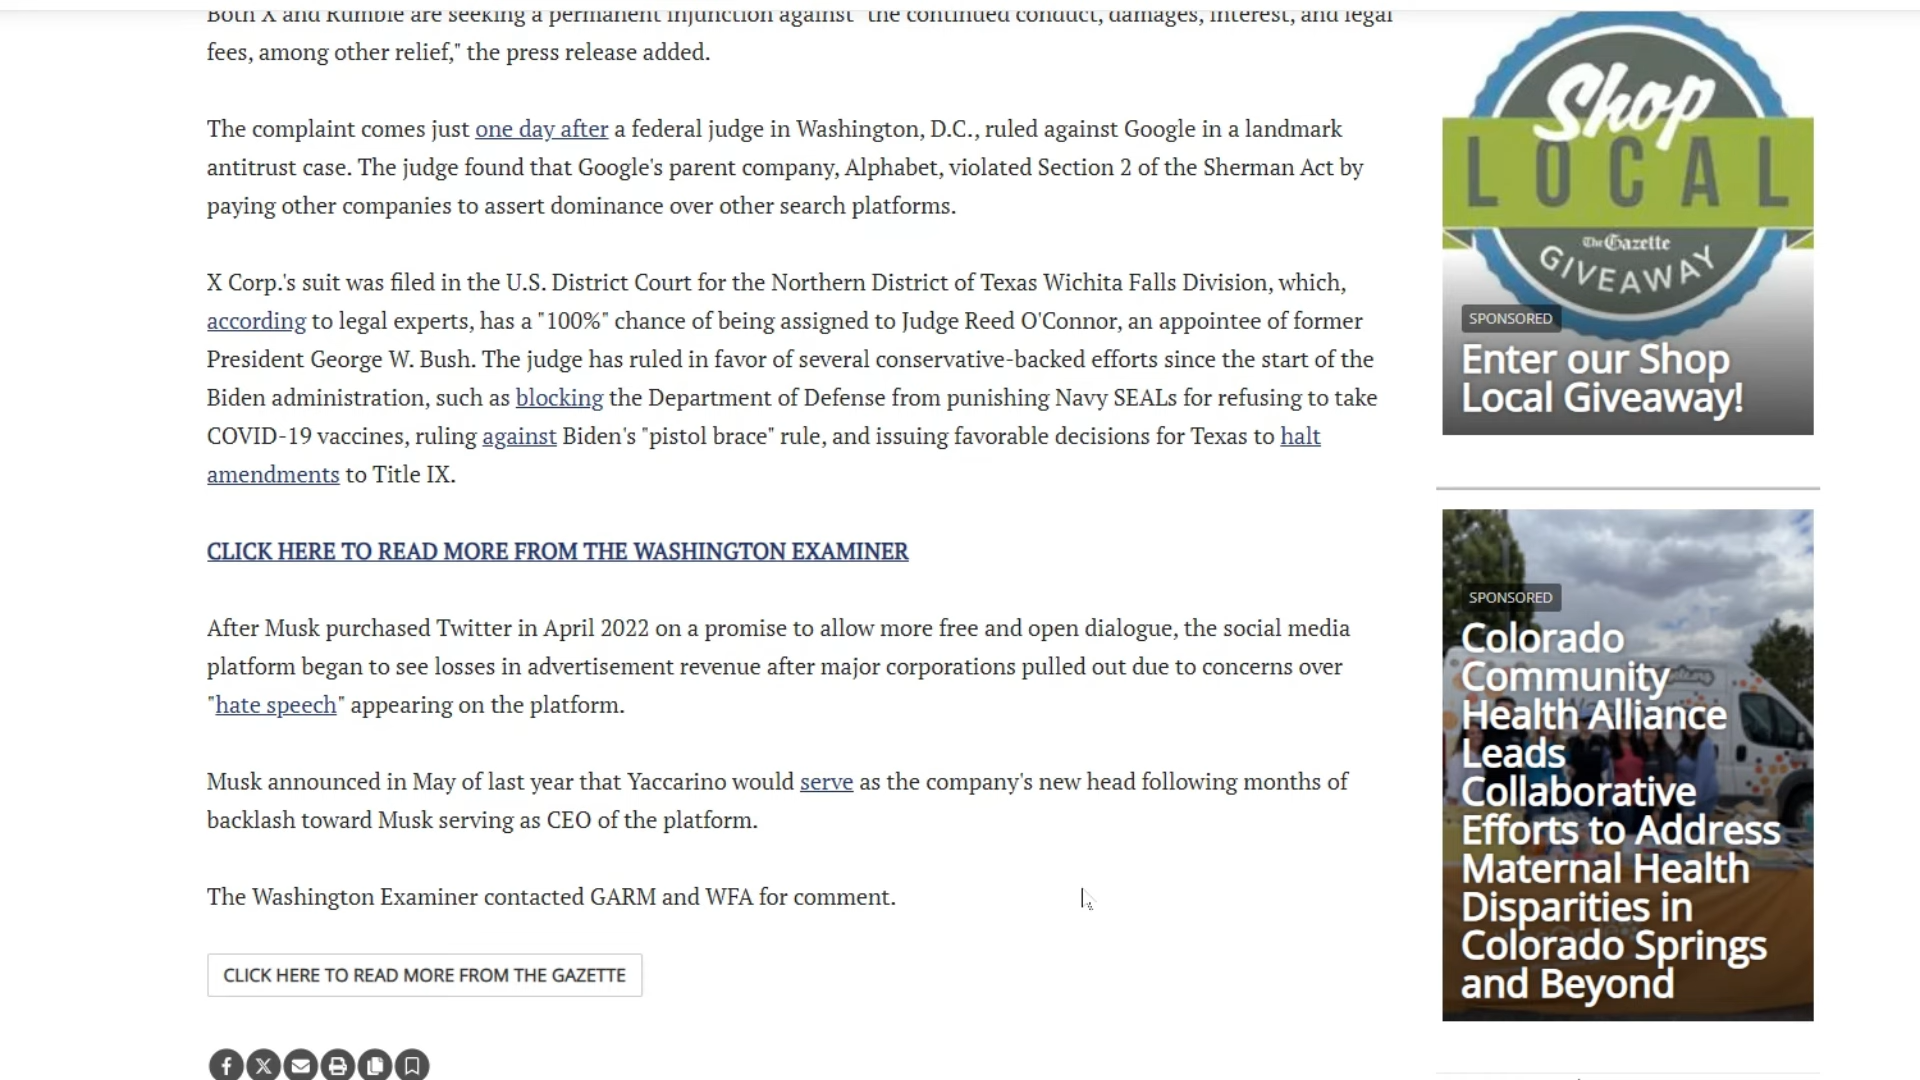 Both X and Rumble are seeking a permanent injunction against "the continued conduct, damages, interest, and legal
fees, among other relief," the press release added.
The complaint comes just one day after a federal judge in Washington, D.C., ruled against Google in a landmark
antitrust case. The judge found that Google's parent company, Alphabet, violated Section 2 of the Sherman Act by
paying other companies to assert dominance over other search platforms.
X Corp.'s suit was filed in the U.S. District Court for the Northern District of Texas Wichita Falls Division, which,
according to legal experts, has a "100%" chance of being assigned to Judge Reed O'Connor, an appointee of former
President George W. Bush. The judge has ruled in favor of several conservative-backed efforts since the start of the
Biden administration, such as blocking the Department of Defense from punishing Navy SEALs for refusing to take
COVID-19 vaccines, ruling against Biden's "pistol brace" rule, and issuing favorable decisions for Texas to halt
amendments to Title IX.
CLICK HERE TO READ MORE FROM THE WASHINGTON EXAMINER
After Musk purchased Twitter in April 2022 on a promise to allow more free and open dialogue, the social media
platform began to see losses in advertisement revenue after major corporations pulled out due to concerns over
"hate speech" appearing on the platform.
Musk announced in May of last year that Yaccarino would serve as the company's new head following months of
backlash toward Musk serving as CEO of the platform.
The Washington Examiner contacted GARM and WFA for comment.
CLICK HERE TO READ MORE FROM THE GAZETTE
Shop
LOCAL
The Gazette
GIVEAWAY
SPONSORED
Enter our Shop
Local Giveaway!
SPONSORED
Colorado
Community
Health Alliance
Leads
Collaborative
Efforts to Address
Maternal Health
Disparities in
Colorado Springs
and Beyond